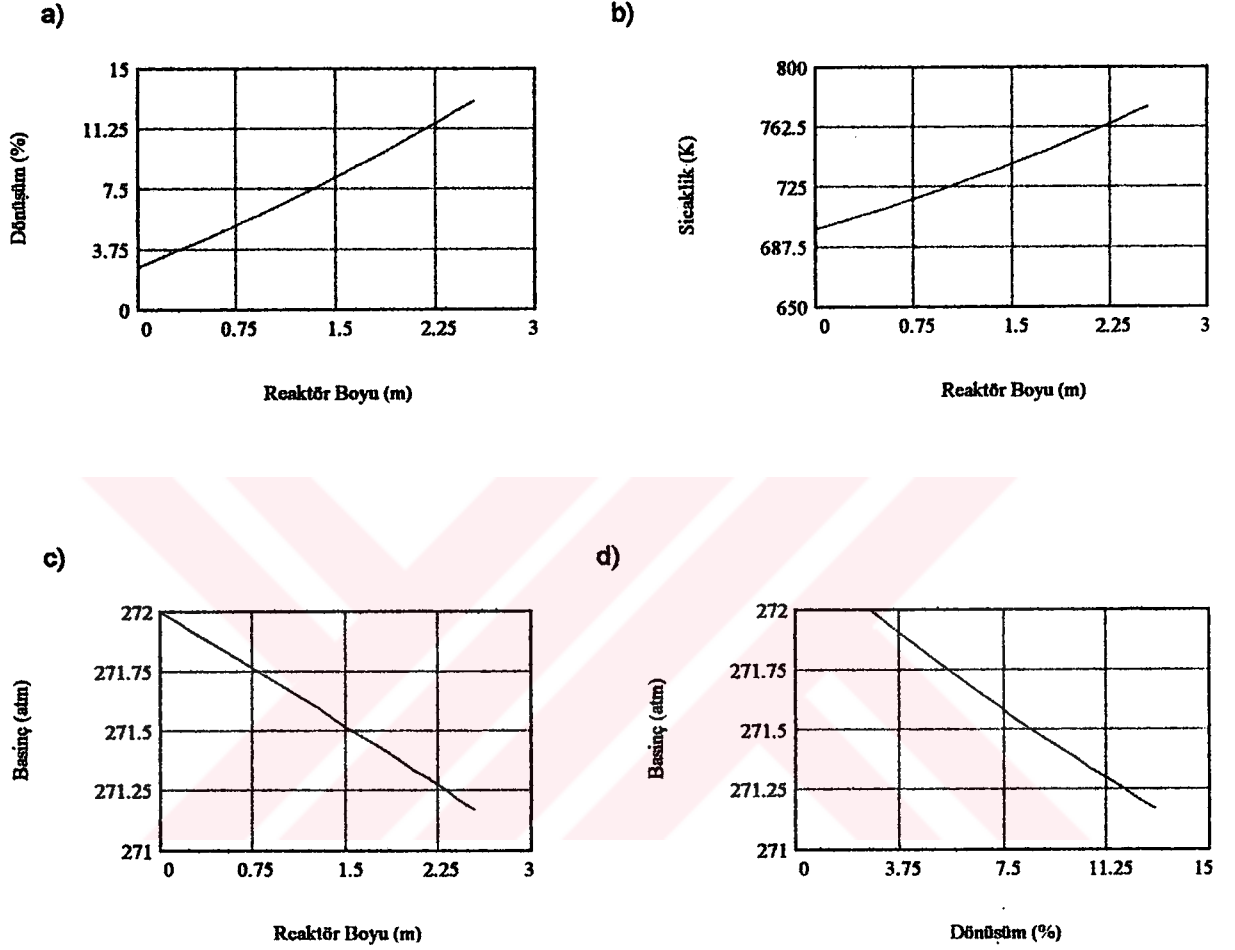 a)
15
11.25
7.5
3.75
0
0 0.75 1.5 2.25 3
Dönüşüm (%)
Reaktör Boyu (m)
b)
800
762.5
725
687.5
650
0 0.75 1.5 2.25 3
Sicaklik (K)
Reaktör Boyu (m)
c)
272
271.75
271.5
271.25
271
0 0.75 1.5 2.25 3
Basinç (atm)
Reaktör Boyu (m)
d)
272
271.75
271.5
271.25
271
0 3.75 7.5 11.25 15
Basinç (atm)
Dönüşüm (%)